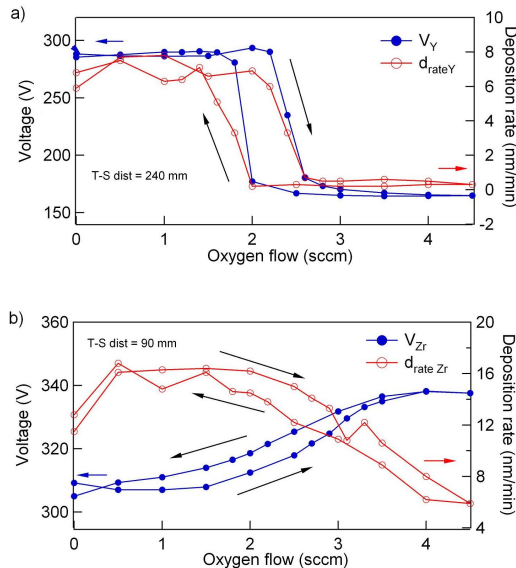 a)
300
250
200
150
Voltage (V)
V_Y
d_rateY
T-S dist = 240 mm
10
8
6
4
2
0
-2
Deposition rate (nm/min)
0
1
2
3
4
Oxygen flow (sccm)
b)
360
340
320
300
Voltage (V)
T-S dist = 90 mm
V_Zr
d_rate Zr
20
16
12
8
4
Deposition rate (nm/min)
0
1
2
3
4
Oxygen flow (sccm)